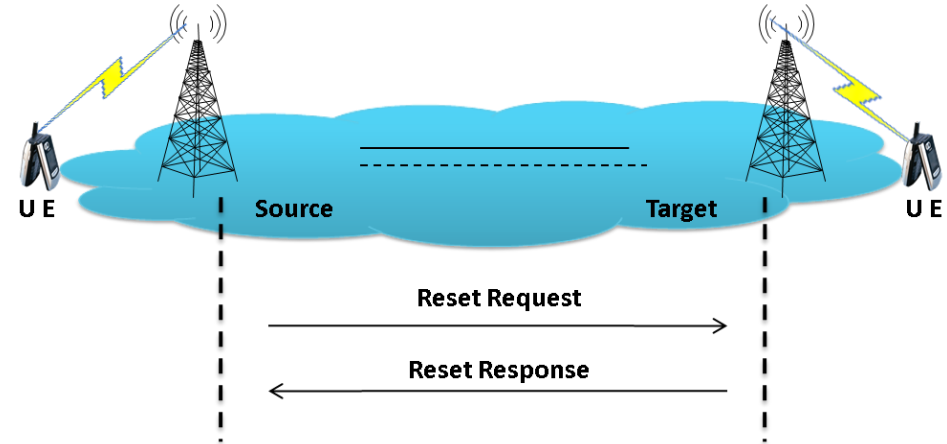 U E
Source
Target
U E
Reset Request
Reset Response